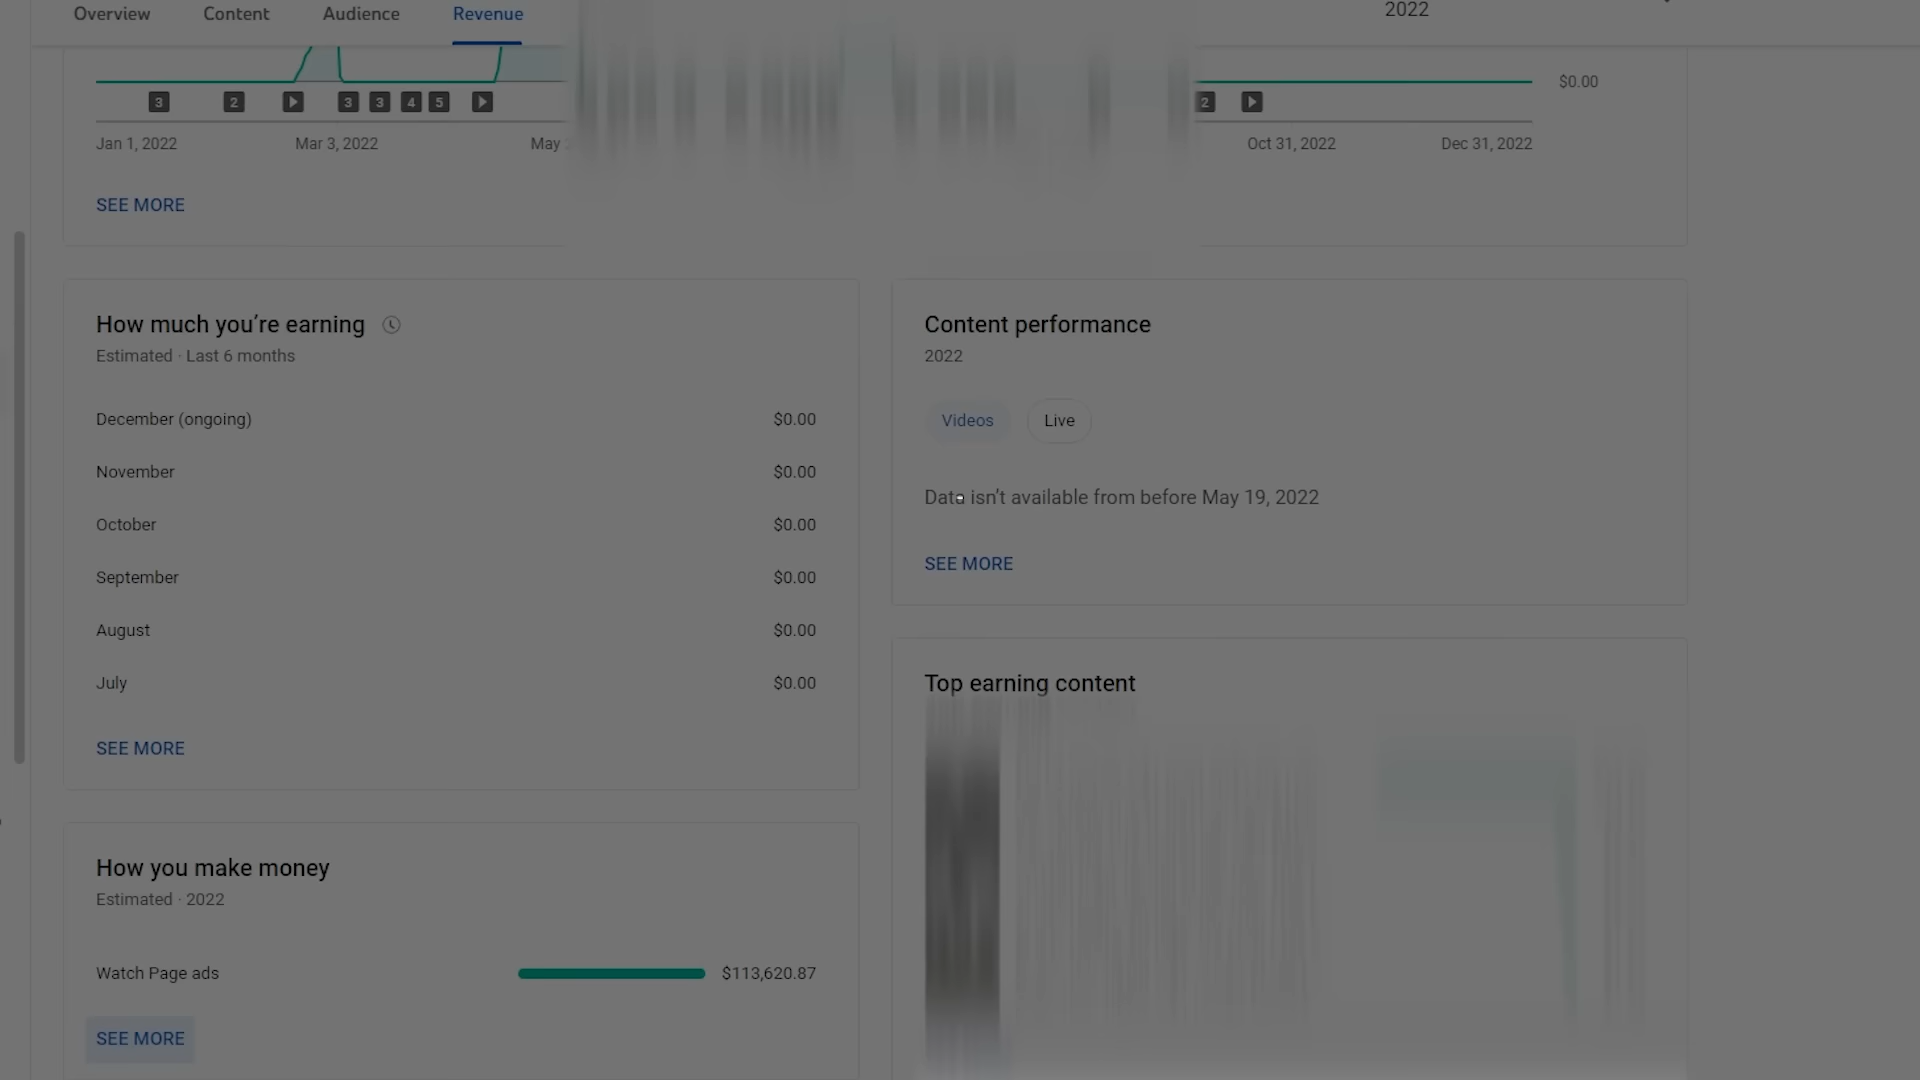 Overview Content Audience Revenue
2022
$0.00
3 2 3 3 4 5 2
Jan 1, 2022 Mar 3, 2022 May Oct 31, 2022 Dec 31, 2022
SEE MORE
How much you’re earning
Estimated · Last 6 months
December (ongoing) $0.00
November $0.00
October $0.00
September $0.00
August $0.00
July $0.00
SEE MORE
How you make money
Estimated · 2022
Watch Page ads $113,620.87
SEE MORE
Content performance
2022
Videos Live
Data isn’t available from before May 19, 2022
SEE MORE
Top earning content